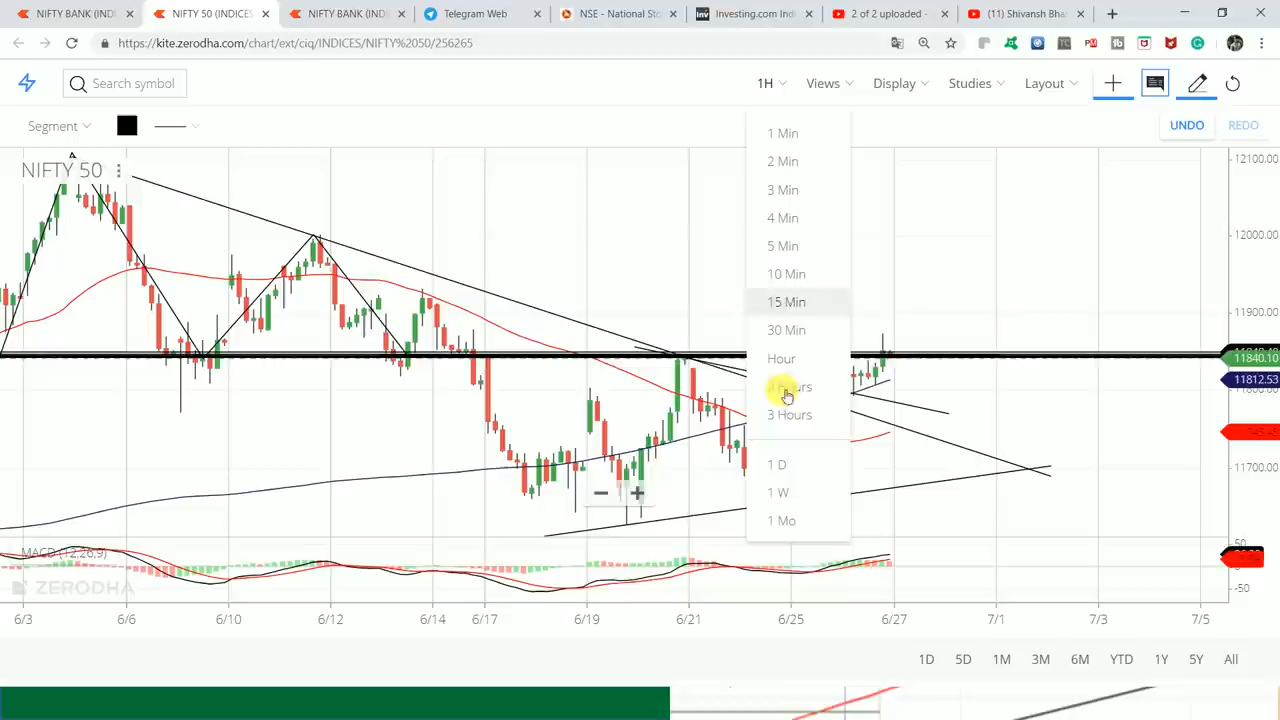 NIFTY BANK (INDI
NIFTY 50 (INDICES
NIFTY BANK (INDI
Telegram Web
NSE - National Sto
Investing.com Indi
2 of 2 uploaded -
(11) Shivansh Bha
https://kite.zerodha.com/chart/ext/ciq/INDICES/NIFTY%2050/256265
Search symbol
1H
Views
Display
Studies
Layout
Segment
UNDO
REDO
NIFTY 50
1 Min
2 Min
3 Min
4 Min
5 Min
10 Min
15 Min
30 Min
Hour
3 Hours
1 D
1 W
1 Mo
12100.00
12000.00
11900.00
11840.10
11812.53
11700.00
50
-50
MACD (12,26,9)
ZERODHA
6/3
6/6
6/10
6/12
6/14
6/17
6/19
6/21
6/25
6/27
7/1
7/3
7/5
1D
5D
1M
3M
6M
YTD
1Y
5Y
All